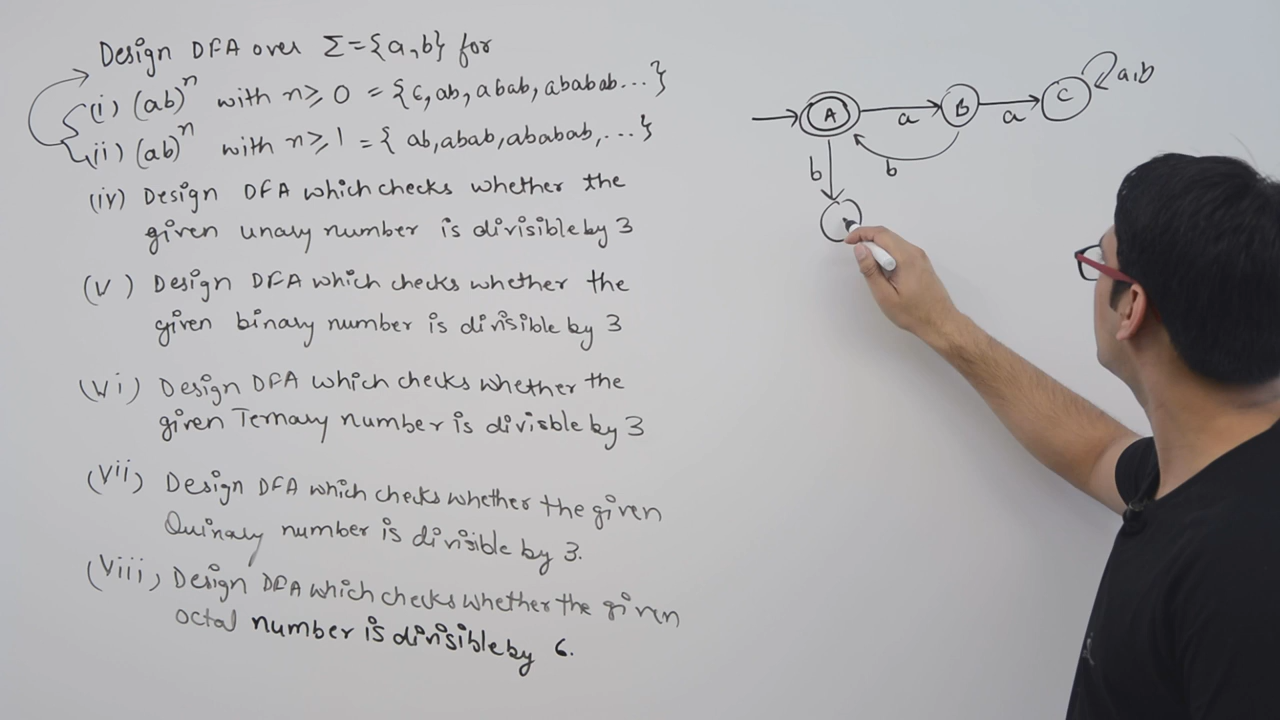 Design DFA over Σ={a,b} for
(i) (ab)ⁿ with n≥0 = {ϵ,ab,abab,ababab...}
(ii) (ab)ⁿ with n≥1 = { ab,abab,ababab,...}
(iv) Design DFA which checks whether the
given unary number is divisible by 3
(v) Design DFA which checks whether the
given binary number is divisible by 3
(vi) Design DFA which checks whether the
given Ternary number is divisble by 3
(vii) Design DFA which checks whether the given
Quinary number is divisible by 3.
(viii) Design DFA which checks whether the given
octal number is divisible by 6.
A a B a C a,b
b b